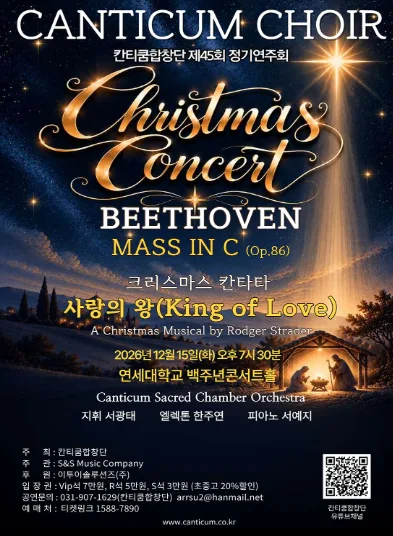 CANTICUM CHOIR
칸티쿰합창단 제45회 정기연주회
Christmas
Concert
BEETHOVEN
MASS IN C (Op.86)
크리스마스 칸타타
사랑의 왕(King of Love)
A Christmas Musical by Rodger Strader
2026년 12월 15일(화) 오후 7시 30분
연세대학교 백주년콘서트홀
Canticum Sacred Chamber Orchestra
지휘 서광태 엘렉톤 한주연 피아노 서예지
주 최 : 칸티쿰합창단
주 관 : S&S Music Company
후 원 : 이투이솔루션즈(주)
입 장 권 : Vip석 7만원, R석 5만원, S석 3만원 (초중고 20%할인)
공연문의 : 031-907-1629(칸티쿰합창단) arrsu2@hanmail.net
예 매 처 : 티켓링크 1588-7890
칸티쿰합창단
유튜브채널
www.canticum.co.kr